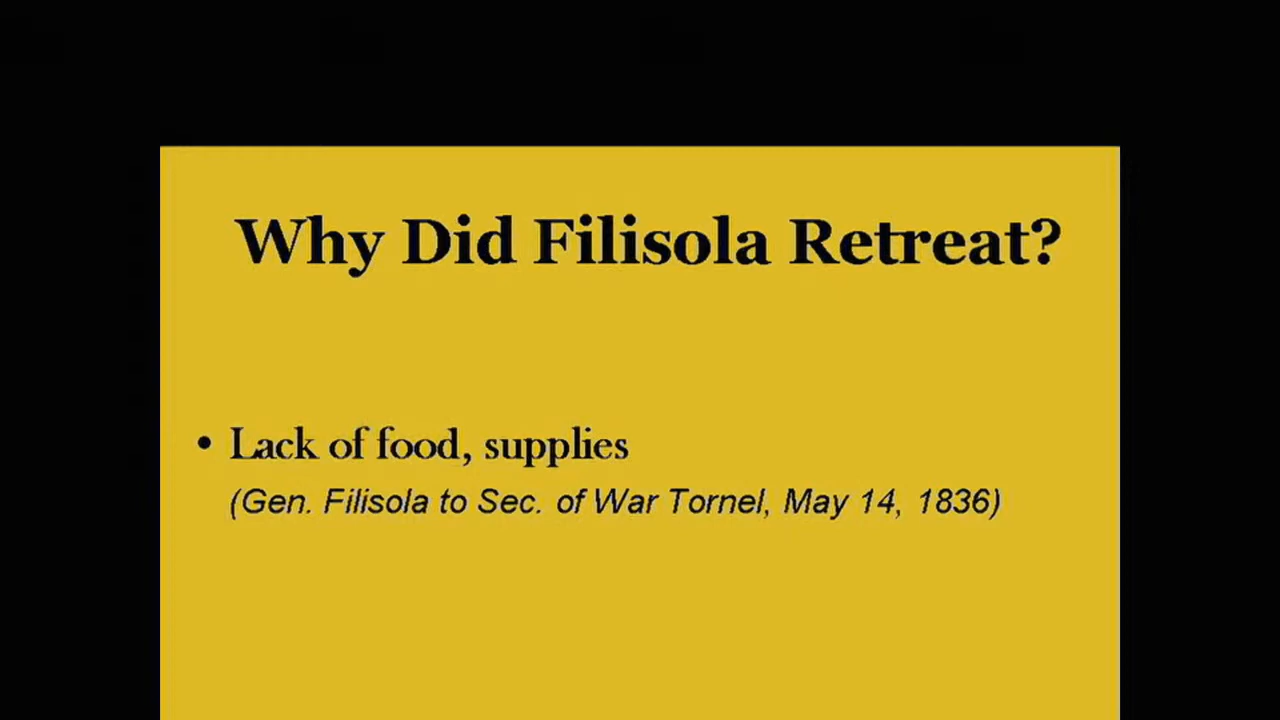 Why Did Filisola Retreat?
• Lack of food, supplies
(Gen. Filisola to Sec. of War Tornel, May 14, 1836)